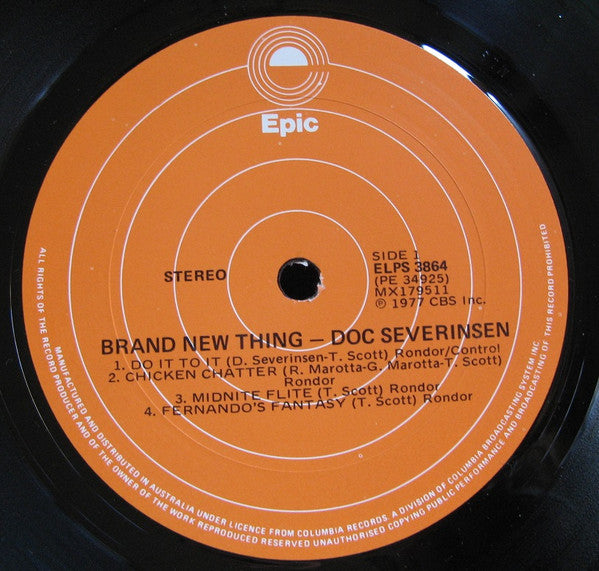 Epic
STEREO
SIDE 1
ELPS 3864
(PE 34925)
MX179511
℗ 1977 CBS Inc.
BRAND NEW THING — DOC SEVERINSEN
1. DO IT TO IT (D. Severinsen-T. Scott) Rondor/Control
2. CHICKEN CHATTER (R. Marotta-G. Marotta-T. Scott)
Rondor
3. MIDNITE FLITE (T. Scott) Rondor
4. FERNANDO'S FANTASY (T. Scott) Rondor
MANUFACTURED AND DISTRIBUTED IN AUSTRALIA UNDER LICENCE FROM COLUMBIA RECORDS. A DIVISION OF COLUMBIA BROADCASTING SYSTEM INC.
ALL RIGHTS OF THE RECORD PRODUCER AND OF THE OWNER OF THE WORK REPRODUCED RESERVED UNAUTHORISED COPYING PUBLIC PERFORMANCE AND BROADCASTING OF THIS RECORD PROHIBITED